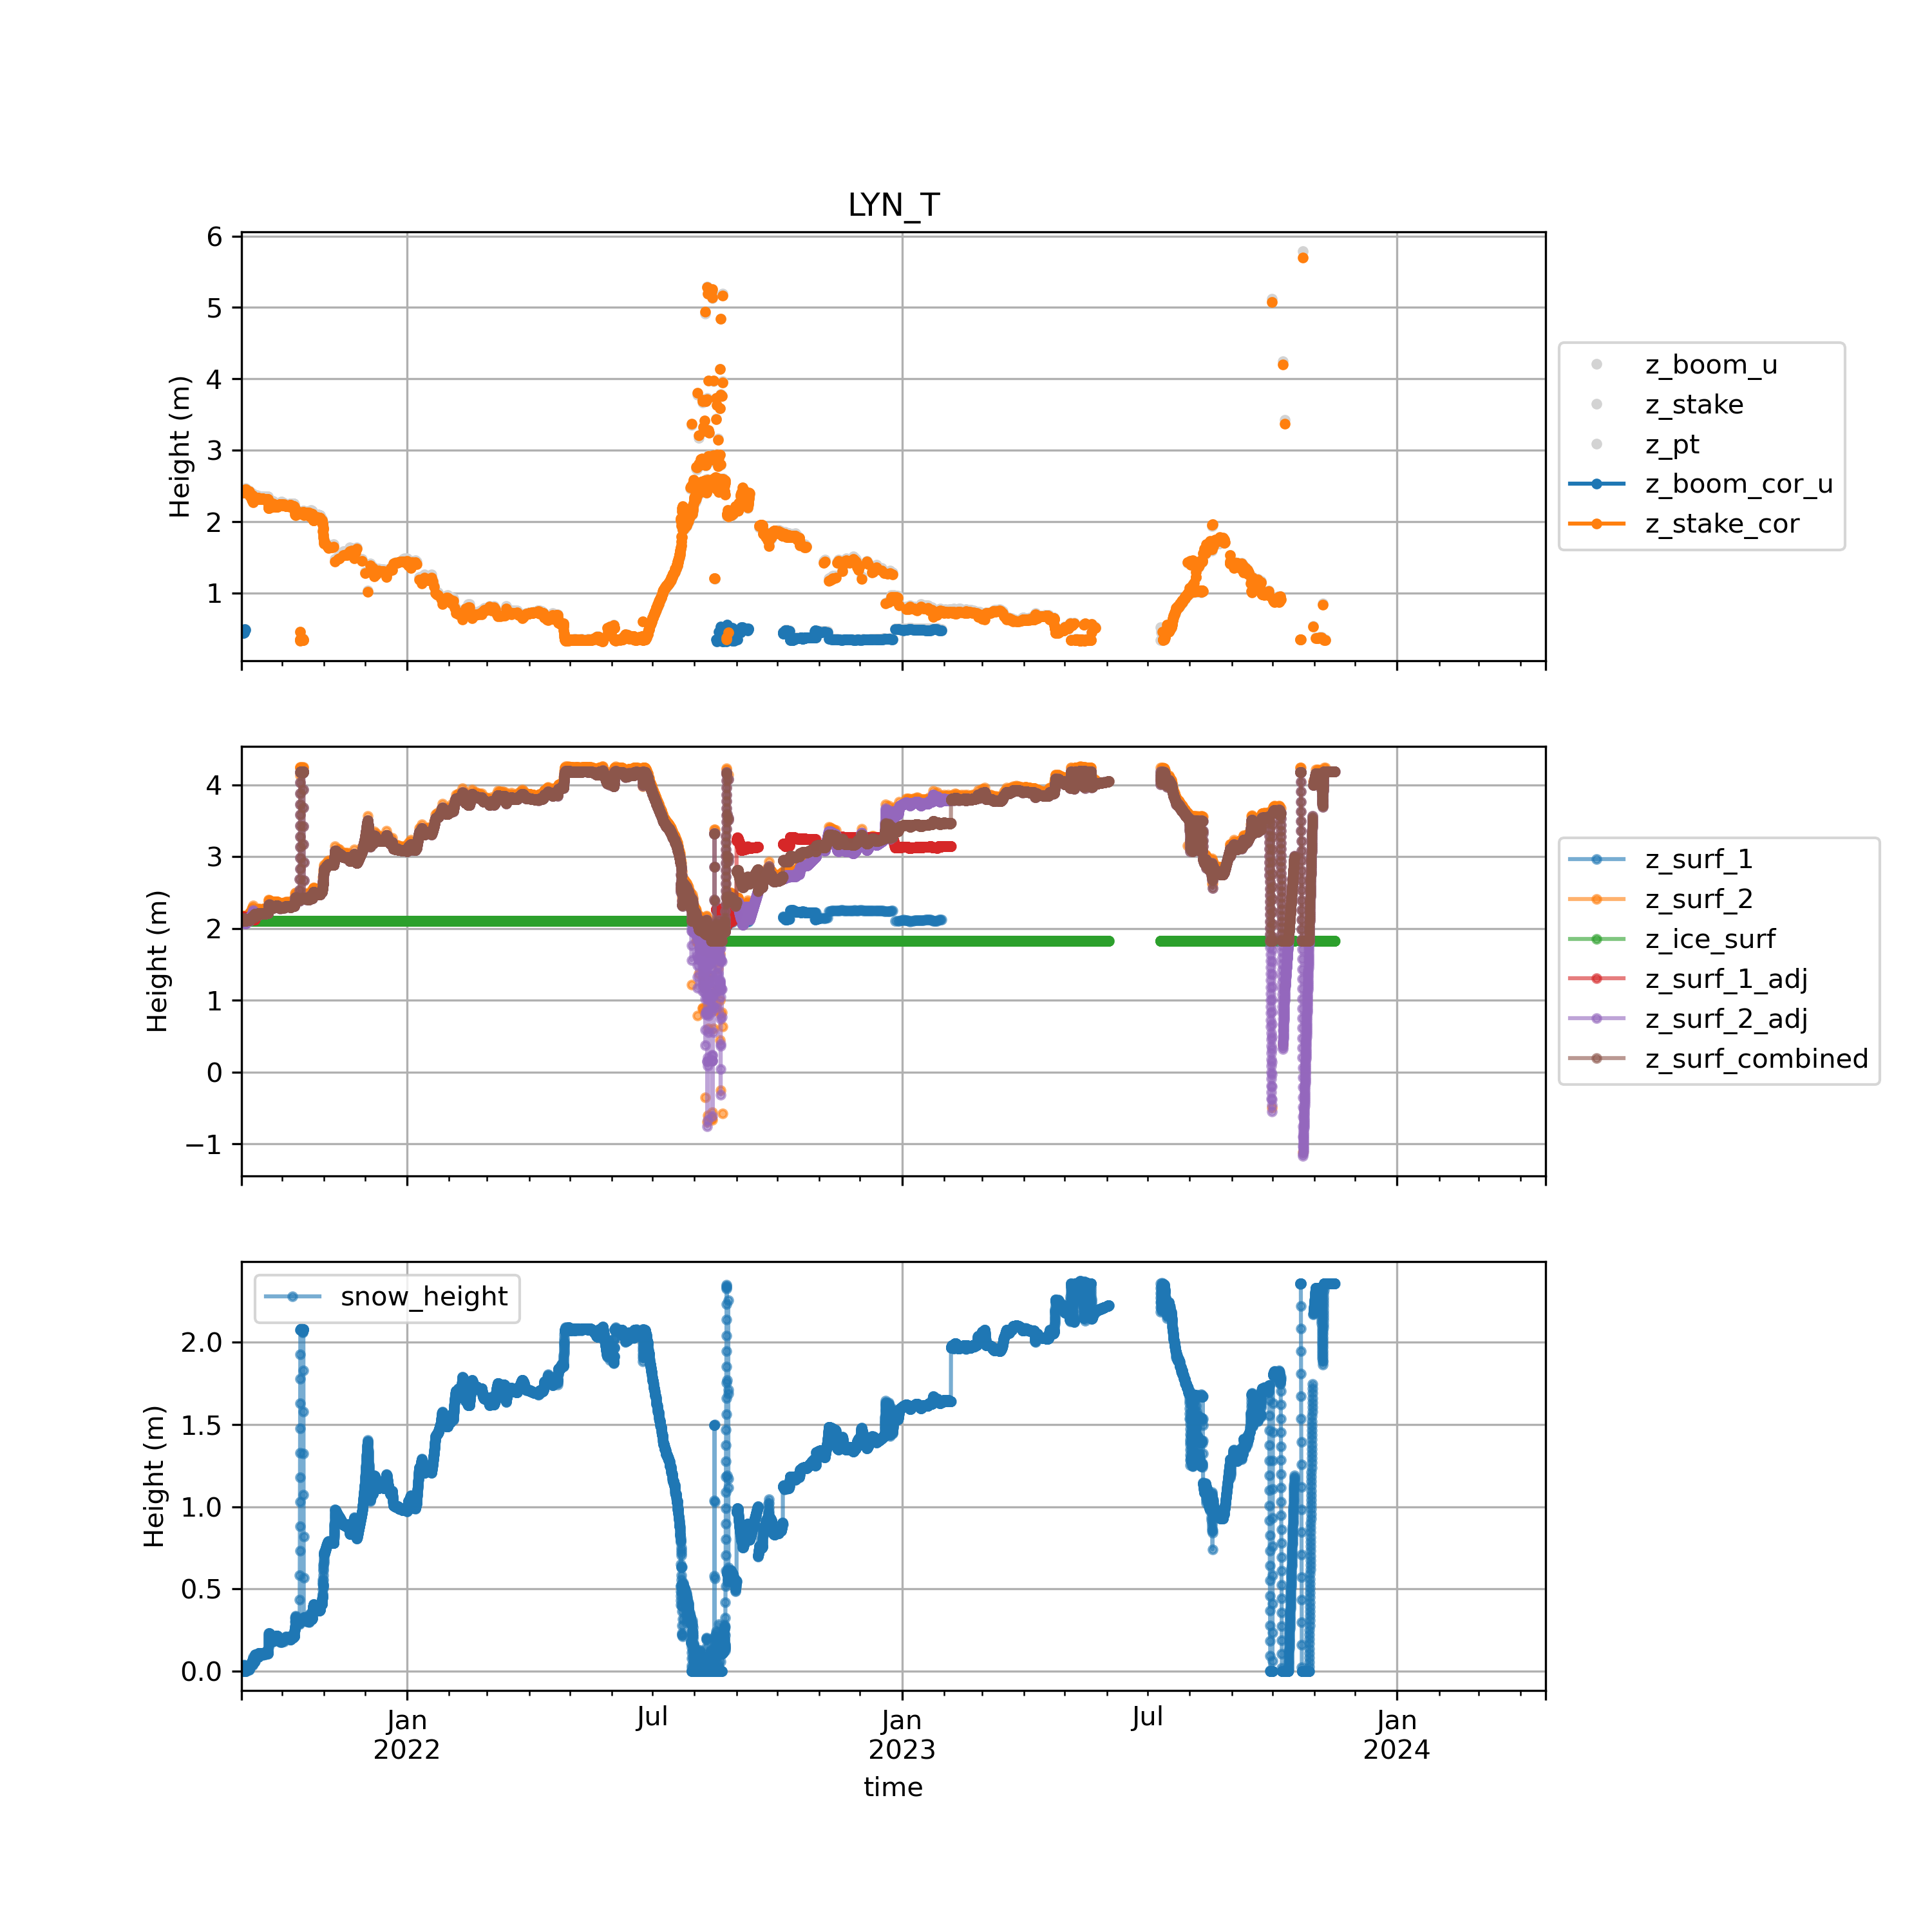 LYN_T
6
5
4
3
2
1
Height (m)
z_boom_u
z_stake
z_pt
z_boom_cor_u
z_stake_cor
4
3
2
1
0
−1
Height (m)
z_surf_1
z_surf_2
z_ice_surf
z_surf_1_adj
z_surf_2_adj
z_surf_combined
snow_height
2.0
1.5
1.0
0.5
0.0
Height (m)
Jan Jul Jan Jul Jan
2022 2023 2024
time